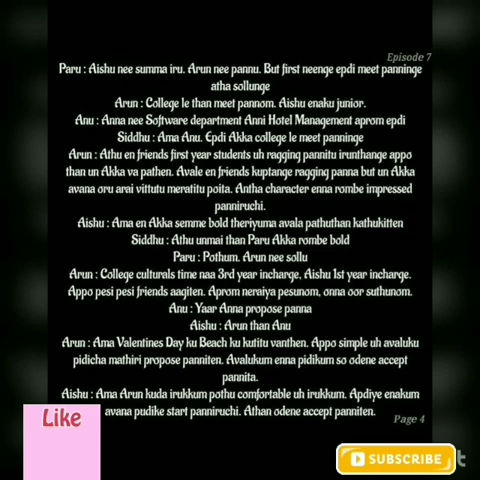 Episode 7
Paru : Aishu nee summa iru. Arun nee pannu. But first neenge epdi meet panninge
atha sollunge
Arun : College le than meet pannom. Aishu enaku junior.
Anu : Anna nee Software department Anni Hotel Management aprom epdi
Siddhu : Ama Anu. Epdi Akka college le meet panninge
Arun : Athu en friends first year students uh ragging pannitu irunthange appo
than un Akka va pathen. Avale en friends kuptange ragging panna but un Akka
avana oru arai vittutu meratitu poita. Antha character enna rombe impressed
panniruchi.
Aishu : Ama en Akka semme bold theriyuma avala pathuthan kathukitten
Siddhu : Athu unmai than Paru Akka rombe bold
Paru : Pothum. Arun nee sollu
Arun : College culturals time naa 3rd year incharge, Aishu 1st year incharge.
Appo pesi pesi friends aagiten. Aprom neraiya pesunom, onna oor suthunom.
Anu : Yaar Anna propose panna
Aishu : Arun than Anu
Arun : Ama Valentines Day ku Beach ku kutitu vanthen. Appo simple uh avaluku
pidicha mathiri propose panniten. Avalukum enna pidikum so odene accept
pannita.
Aishu : Ama Arun kuda irukkum pothu comfortable uh irukkum. Apdiye enakum
avana pudike start panniruchi. Athan odene accept panniten.
Page 4
Like
SUBSCRIBE
t